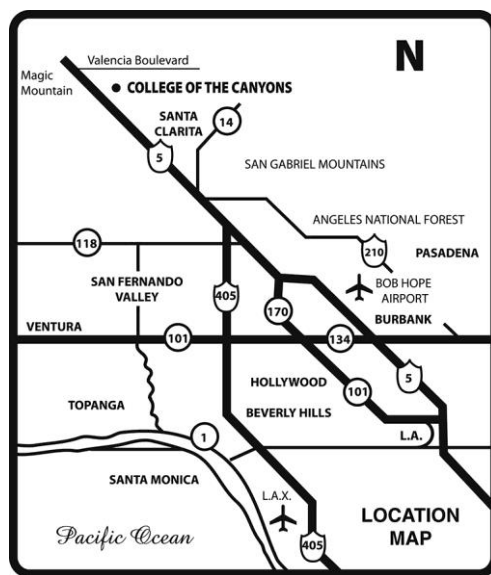 N
Valencia Boulevard
Magic
Mountain
COLLEGE OF THE CANYONS
SANTA
CLARITA
14
5
SAN GABRIEL MOUNTAINS
ANGELES NATIONAL FOREST
118
210
PASADENA
SAN FERNANDO
VALLEY
405
BOB HOPE
AIRPORT
170
BURBANK
VENTURA
101
134
HOLLYWOOD
101
5
TOPANGA
BEVERLY HILLS
1
L.A.
SANTA MONICA
L.A.X.
LOCATION
MAP
Pacific Ocean
405